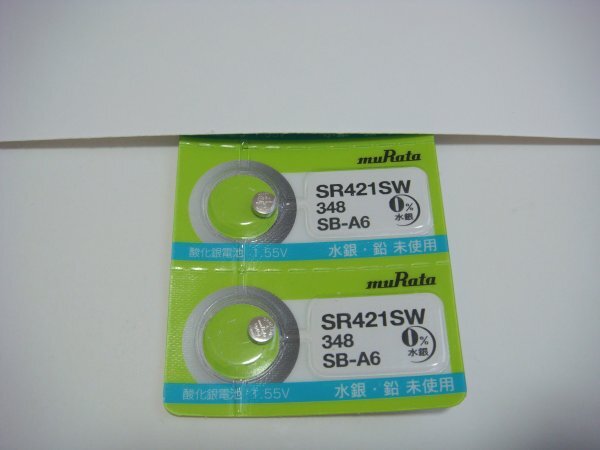 muRata
SR421SW
348
SB-A6
0%
水銀
酸化銀電池 1.55V
水銀・鉛 未使用
muRata
SR421SW
348
SB-A6
0%
水銀
酸化銀電池 1.55V
水銀・鉛 未使用